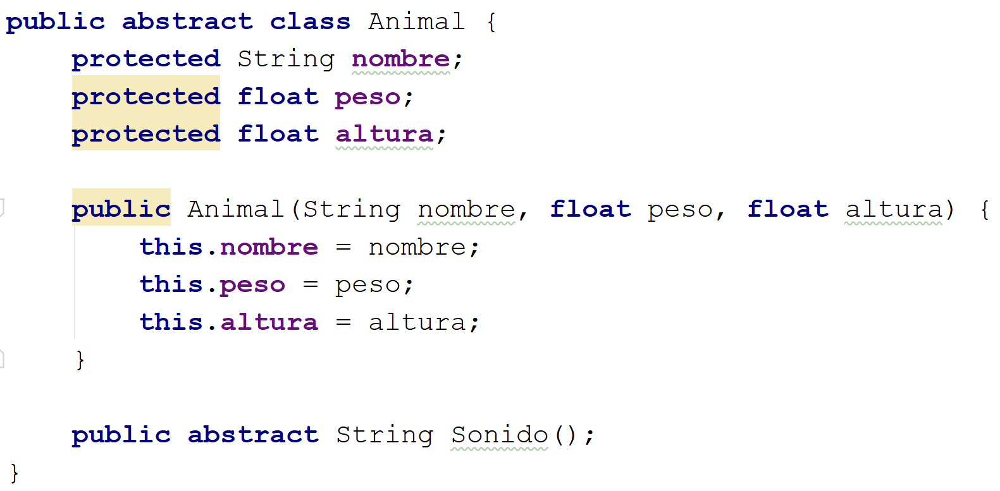 public abstract class Animal {
    protected String nombre;
    protected float peso;
    protected float altura;

    public Animal(String nombre, float peso, float altura) {
        this.nombre = nombre;
        this.peso = peso;
        this.altura = altura;
    }

    public abstract String Sonido();
}